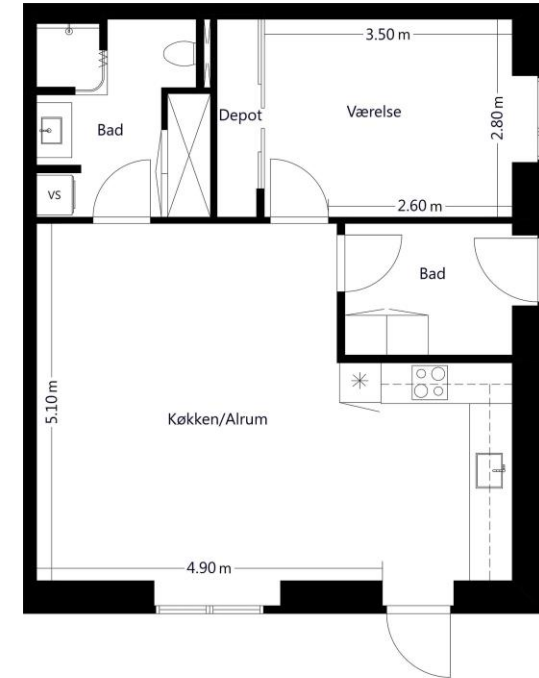 3.50 m
Bad
Depot
Værelse
2.80 m
VS
2.60 m
Bad
5.10 m
Køkken/Alrum
4.90 m